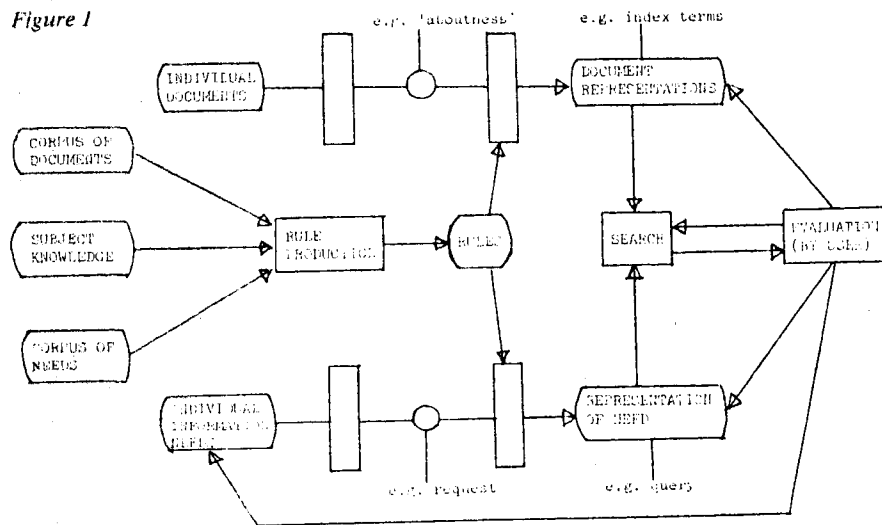 Figure 1
e.g. 'aboutness'
e.g. index terms
INDIVIDUAL
DOCUMENTS
DOCUMENT
REPRESENTATIONS
CORPUS OF
DOCUMENTS
SUBJECT
KNOWLEDGE
RULE
PRODUCTION
RULES
SEARCH
EVALUATION
(BY USER)
CORPUS OF
NEEDS
INDIVIDUAL
INFORMATION
NEEDS
REPRESENTATION
OF NEED
e.g. request
e.g. query